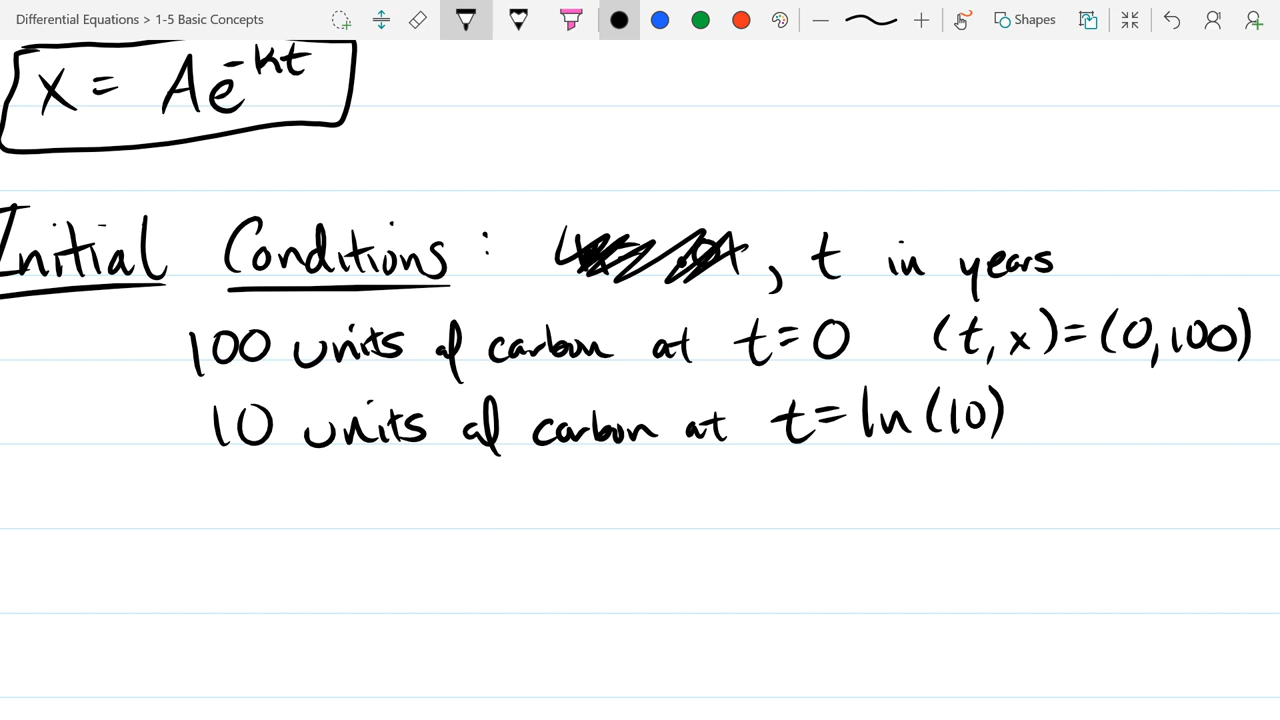 Differential Equations > 1-5 Basic Concepts
Shapes
x = Ae^{-kt}
Initial Conditions: , t in years
100 units of carbon at t=0 (t,x)=(0,100)
10 units of carbon at t=ln(10)